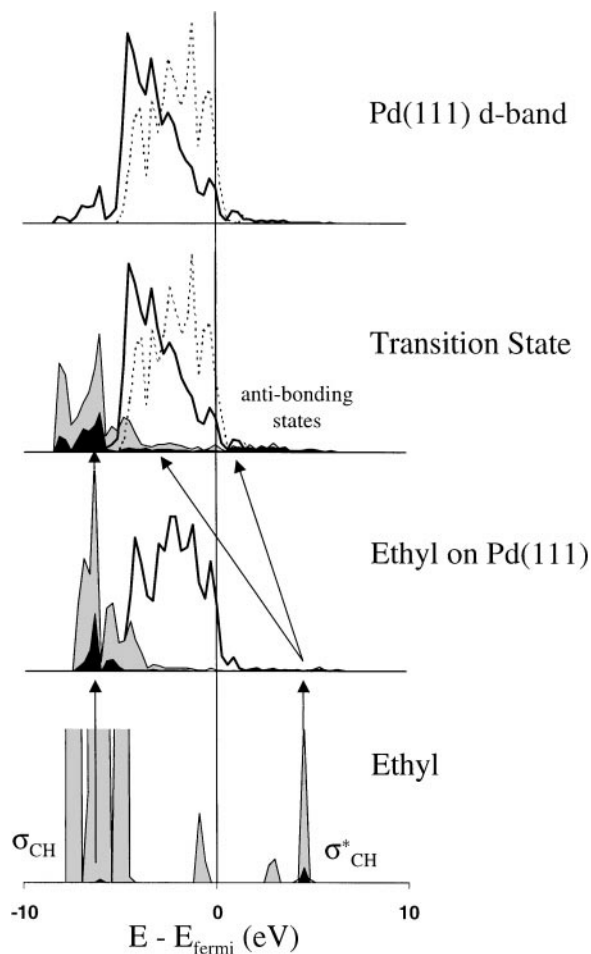 Pd(111) d-band
Transition State
anti-bonding
states
Ethyl on Pd(111)
Ethyl
σCH
σ*CH
-10
0
10
E - Efermi (eV)